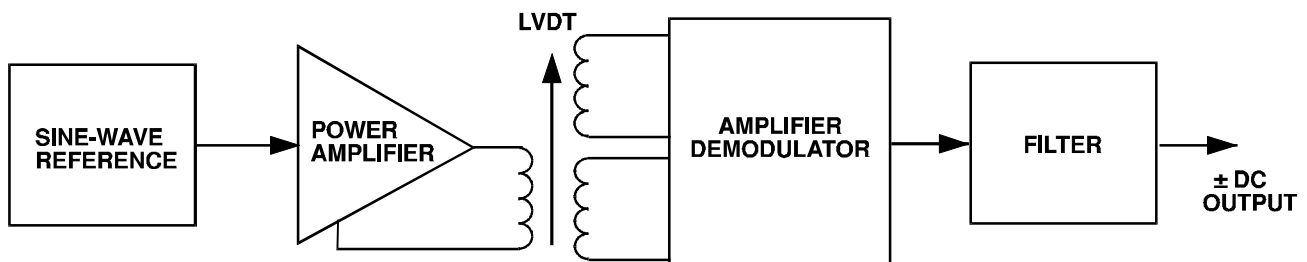 LVDT
SINE-WAVE
REFERENCE
POWER
AMPLIFIER
AMPLIFIER
DEMODULATOR
FILTER
± DC
OUTPUT